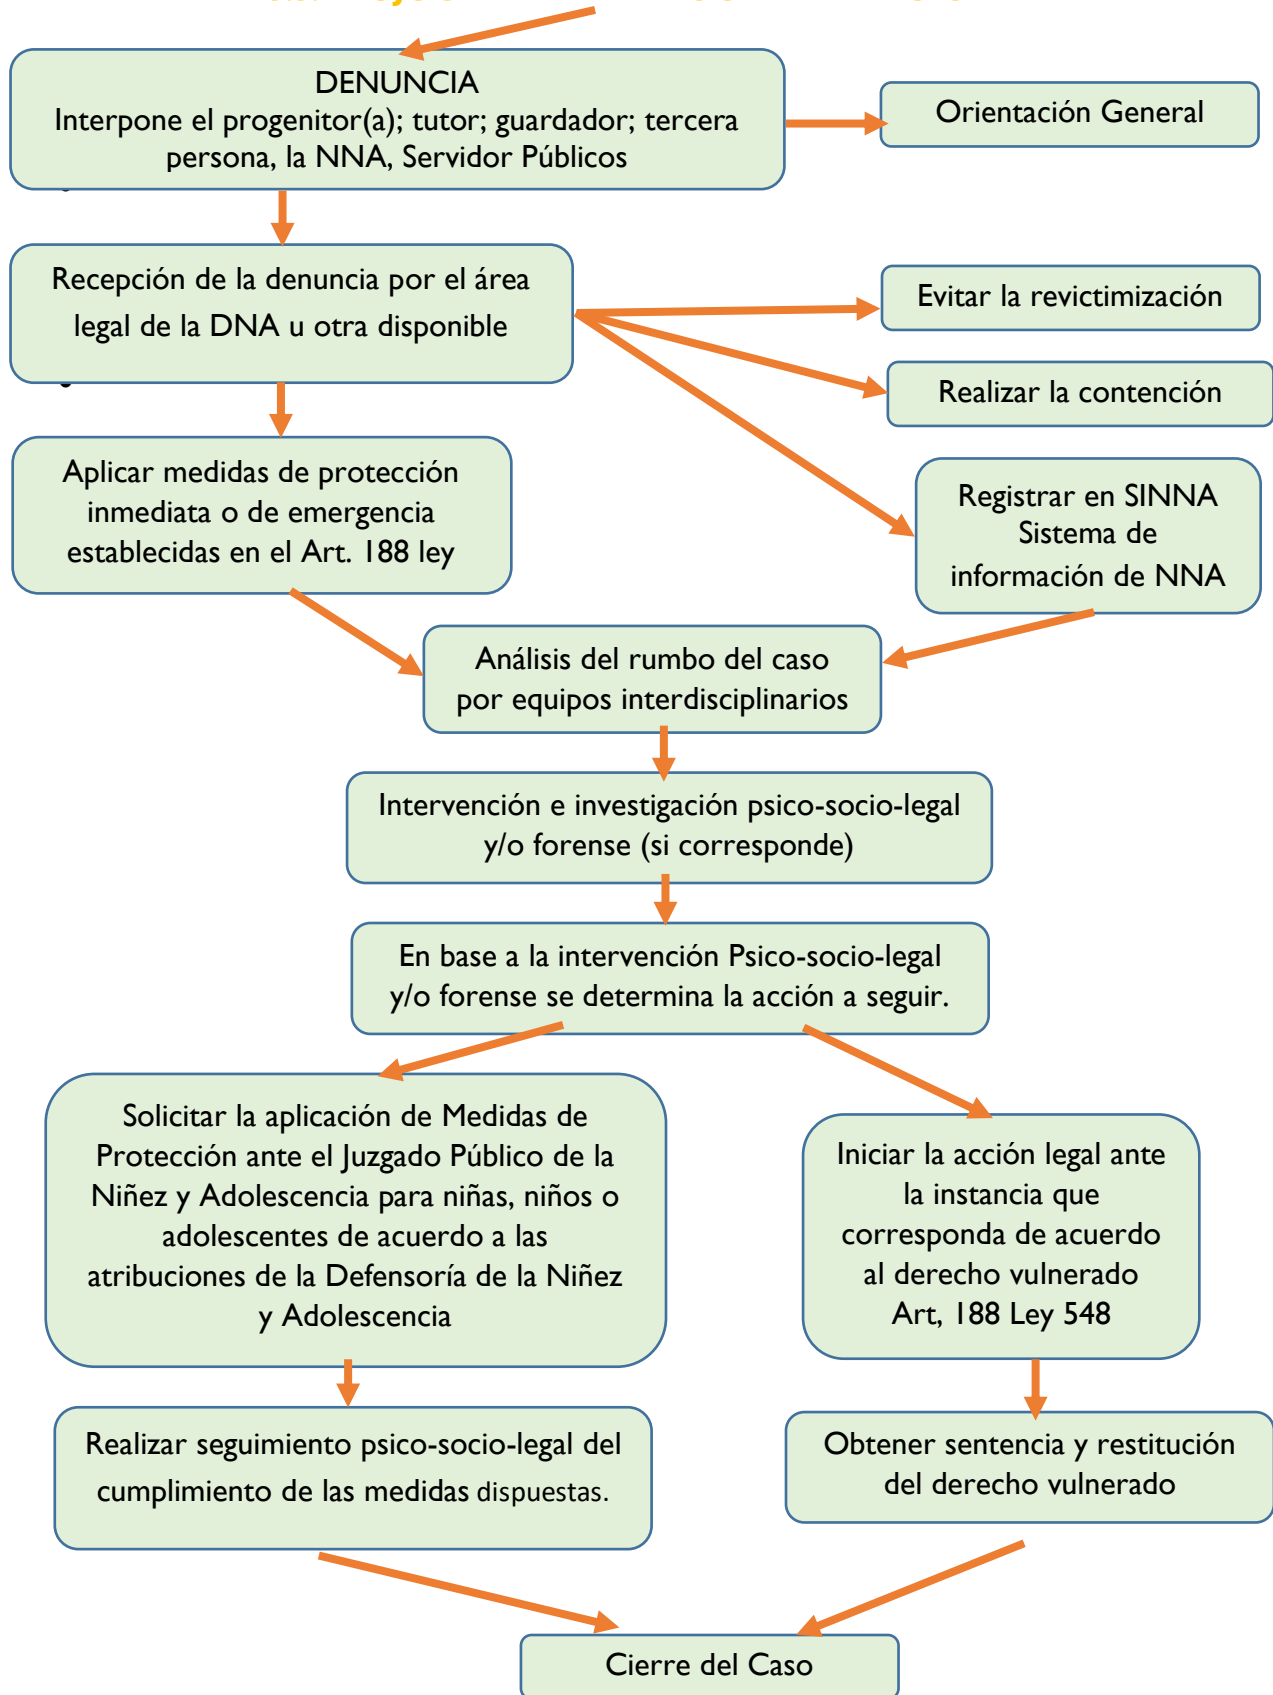 DENUNCIA
Interpone el progenitor(a); tutor; guardador; tercera
persona, la NNA, Servidor Públicos
Orientación General
Recepción de la denuncia por el área
legal de la DNA u otra disponible
Evitar la revictimización
Realizar la contención
Aplicar medidas de protección
inmediata o de emergencia
establecidas en el Art. 188 ley
Registrar en SINNA
Sistema de
información de NNA
Análisis del rumbo del caso
por equipos interdisciplinarios
Intervención e investigación psico-socio-legal
y/o forense (si corresponde)
En base a la intervención Psico-socio-legal
y/o forense se determina la acción a seguir.
Solicitar la aplicación de Medidas de
Protección ante el Juzgado Público de la
Niñez y Adolescencia para niñas, niños o
adolescentes de acuerdo a las
atribuciones de la Defensoría de la Niñez
y Adolescencia
Iniciar la acción legal ante
la instancia que
corresponda de acuerdo
al derecho vulnerado
Art, 188 Ley 548
Realizar seguimiento psico-socio-legal del
cumplimiento de las medidas dispuestas.
Obtener sentencia y restitución
del derecho vulnerado
Cierre del Caso